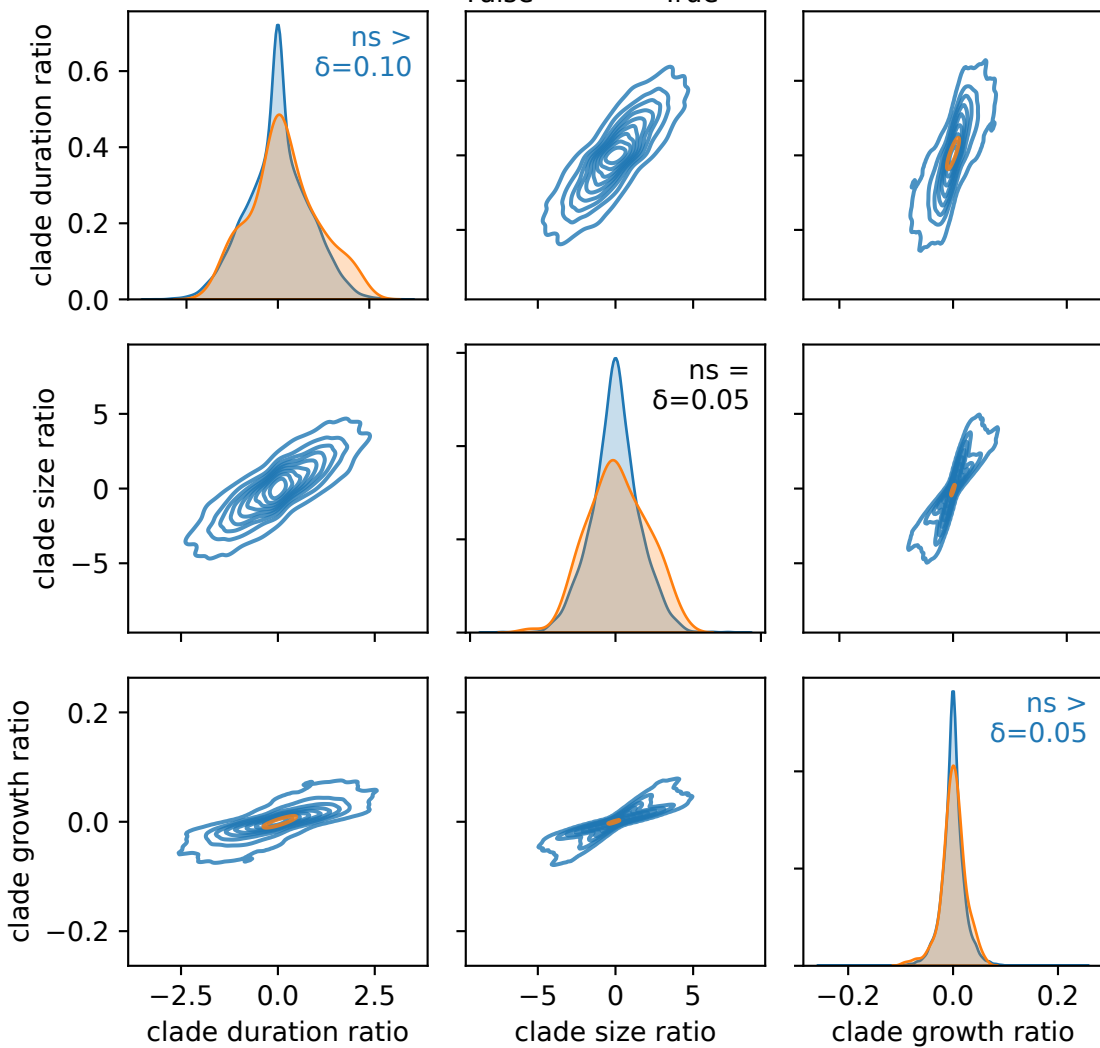 clade duration ratio
0.6
0.4
0.2
0.0
ns >
δ=0.10
clade size ratio
5
0
−5
ns =
δ=0.05
clade growth ratio
0.2
0.0
−0.2
ns >
δ=0.05
−2.5 0.0 2.5
−5 0 5
−0.2 0.0 0.2
clade duration ratio
clade size ratio
clade growth ratio